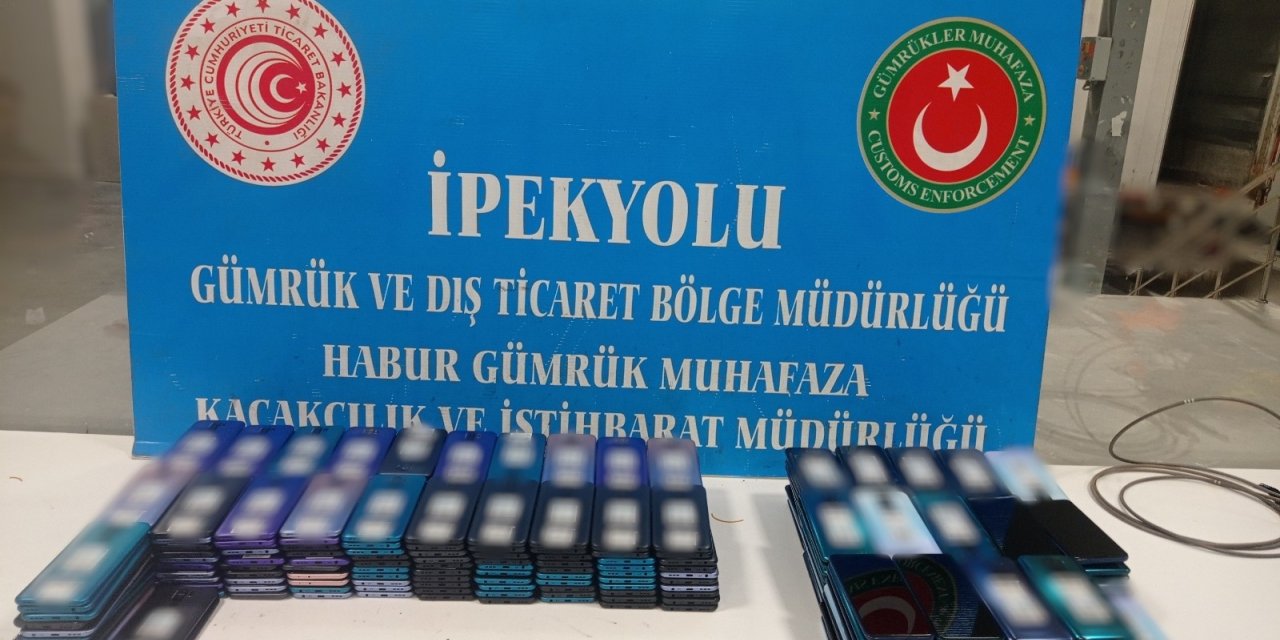 TÜRKİYE CUMHURİYETİ TİCARET BAKANLIĞI
GÜMRÜKLER MUHAFAZA
CUSTOMS ENFORCEMENT
İPEKYOLU
GÜMRÜK VE DIŞ TİCARET BÖLGE MÜDÜRLÜĞÜ
HABUR GÜMRÜK MUHAFAZA
KAÇAKÇILIK VE İSTİHBARAT MÜDÜRLÜĞÜ